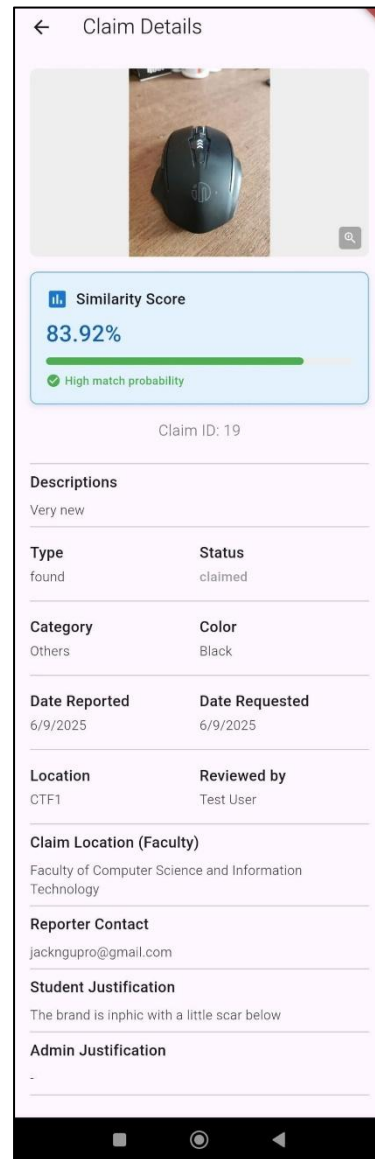 Claim Details
Similarity Score
83.92%
High match probability
Claim ID: 19
Descriptions
Very new
Type Status
found claimed
Category Color
Others Black
Date Reported Date Requested
6/9/2025 6/9/2025
Location Reviewed by
CTF1 Test User
Claim Location (Faculty)
Faculty of Computer Science and Information
Technology
Reporter Contact
jackngupro@gmail.com
Student Justification
The brand is inphic with a little scar below
Admin Justification
-